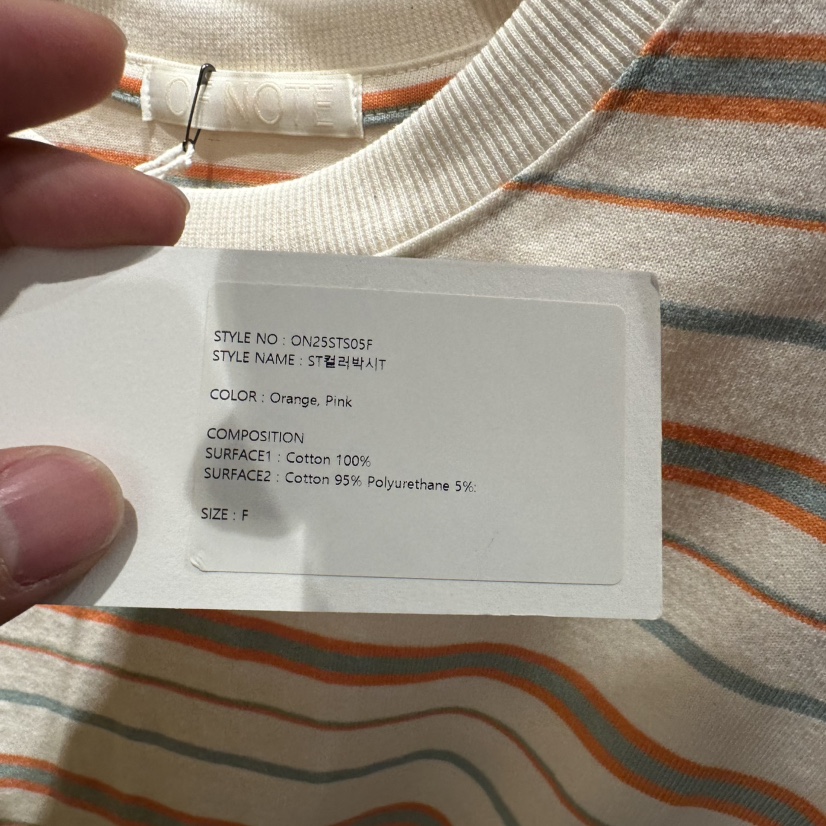 OF NOTE
STYLE NO : ON25STS05F
STYLE NAME : ST컬러박시T
COLOR : Orange, Pink
COMPOSITION
SURFACE1 : Cotton 100%
SURFACE2 : Cotton 95% Polyurethane 5%:
SIZE : F